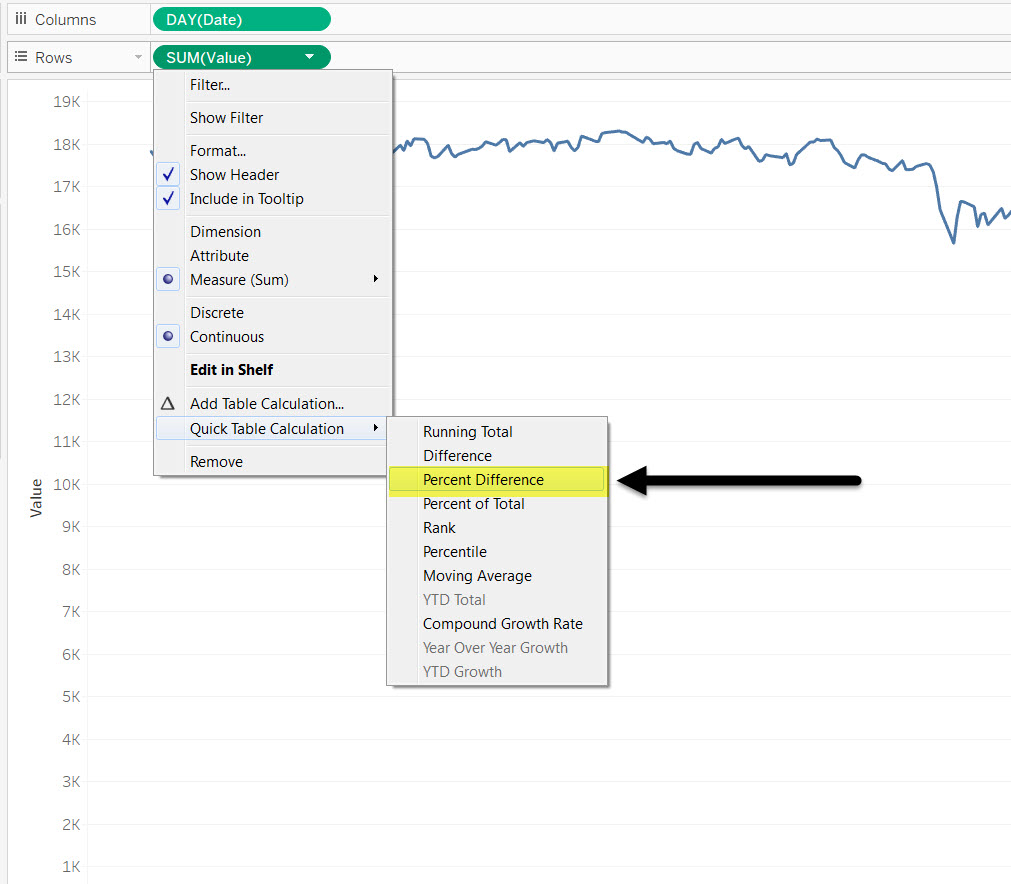 Columns
DAY(Date)
Rows
SUM(Value)
Filter...
Show Filter
Format...
Show Header
Include in Tooltip
Dimension
Attribute
Measure (Sum)
Discrete
Continuous
Edit in Shelf
Add Table Calculation...
Quick Table Calculation
Remove
Running Total
Difference
Percent Difference
Percent of Total
Rank
Percentile
Moving Average
YTD Total
Compound Growth Rate
Year Over Year Growth
YTD Growth
Value
19K
18K
17K
16K
15K
14K
13K
12K
11K
10K
9K
8K
7K
6K
5K
4K
3K
2K
1K